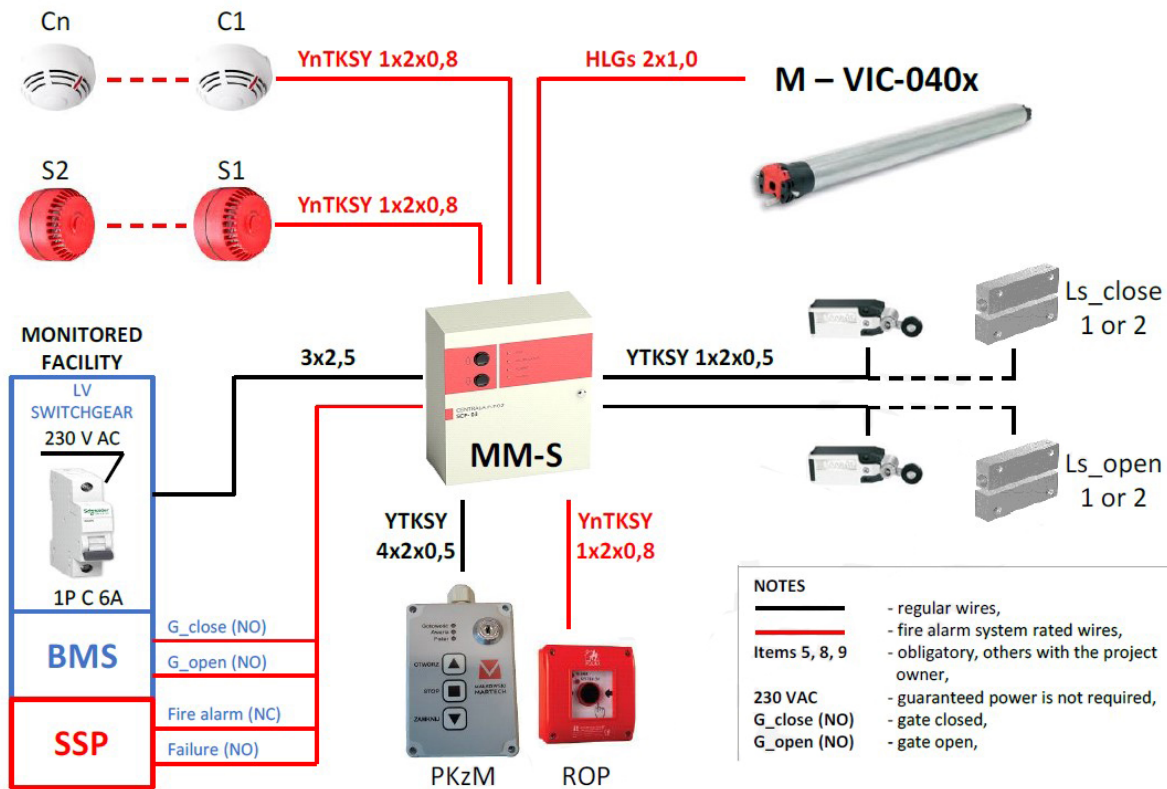 Cn
C1
YnTKSY 1x2x0,8
HLGs 2x1,0
M – VIC-040x
S2
S1
YnTKSY 1x2x0,8
MONITORED
FACILITY
3x2,5
YTKSY 1x2x0,5
Ls_close
1 or 2
LV
SWITCHGEAR
230 V AC
Schneider
1P C 6A
CENTRALA
MM-S
Ls_open
1 or 2
YTKSY
4x2x0,5
YnTKSY
1x2x0,8
BMS
G_close (NO)
G_open (NO)
SSP
Fire alarm (NC)
Failure (NO)
OTWÓRZ
STOP
ZAMKNIJ
MARTECH
PKzM
ROP
NOTES
- regular wires,
- fire alarm system rated wires,
Items 5, 8, 9 - obligatory, others with the project
owner,
230 VAC - guaranteed power is not required,
G_close (NO) - gate closed,
G_open (NO) - gate open,